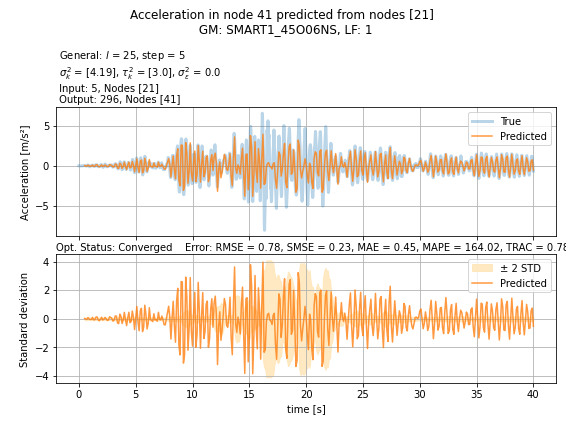 Acceleration in node 41 predicted from nodes [21]
GM: SMART1_45O06NS, LF: 1
General: l = 25, step = 5
σ²ₖ = [4.19], τ²ₖ = [3.0], σ²ε = 0.0
Input: 5, Nodes [21]
Output: 296, Nodes [41]
Acceleration [m/s²]
5
0
−5
True
Predicted
Opt. Status: Converged Error: RMSE = 0.78, SMSE = 0.23, MAE = 0.45, MAPE = 164.02, TRAC = 0.78
Standard deviation
4
2
0
−2
−4
± 2 STD
Predicted
0 5 10 15 20 25 30 35 40
time [s]